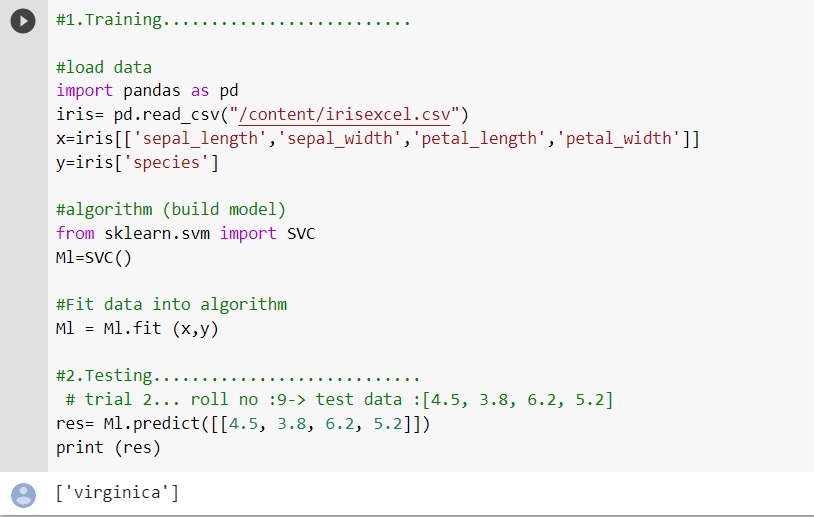 #1.Training..........................
#load data
import pandas as pd
iris= pd.read_csv("/content/irisexcel.csv")
x=iris[['sepal_length','sepal_width','petal_length','petal_width']]
y=iris['species']
#algorithm (build model)
from sklearn.svm import SVC
Ml=SVC()
#Fit data into algorithm
Ml = Ml.fit (x,y)
#2.Testing............................
# trial 2... roll no :9-> test data :[4.5, 3.8, 6.2, 5.2]
res= Ml.predict([[4.5, 3.8, 6.2, 5.2]])
print (res)
['virginica']